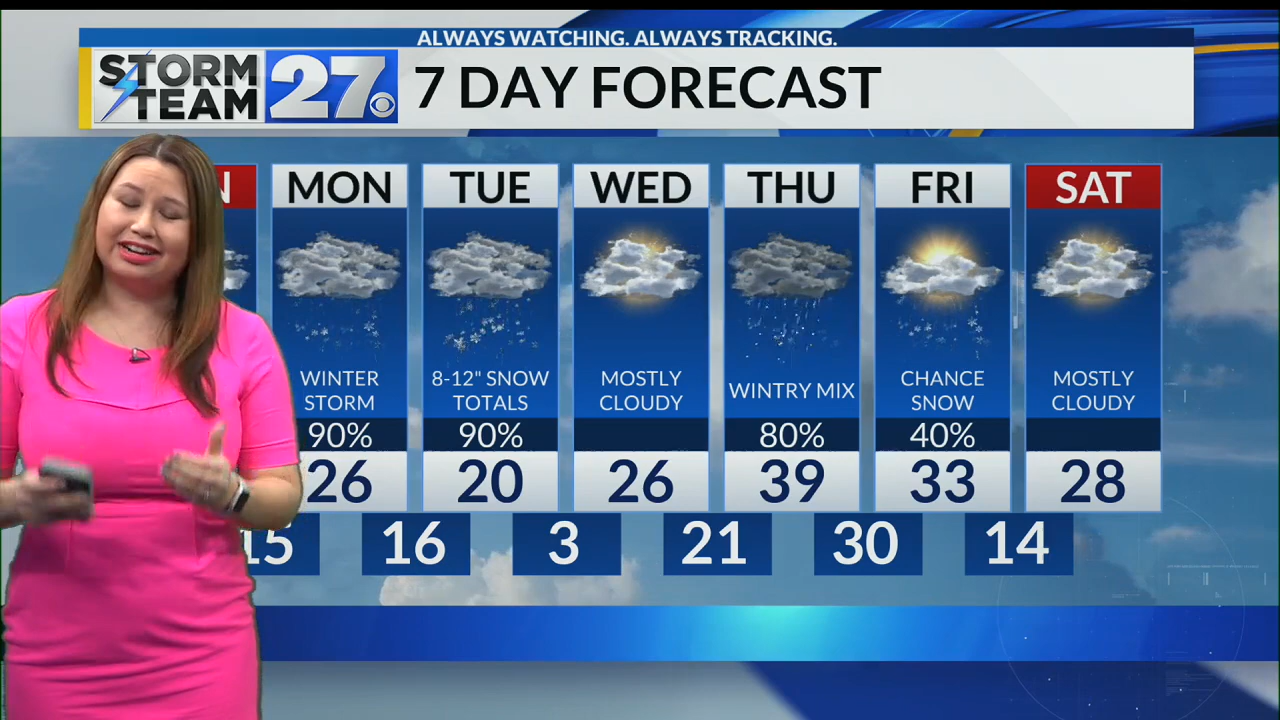 ALWAYS WATCHING. ALWAYS TRACKING.
STORM
TEAM
27
7 DAY FORECAST
MON
TUE
WED
THU
FRI
SAT
WINTER
STORM
8-12" SNOW
TOTALS
MOSTLY
CLOUDY
WINTRY MIX
CHANCE
SNOW
MOSTLY
CLOUDY
90%
90%
80%
40%
26
20
26
39
33
28
15
16
3
21
30
14